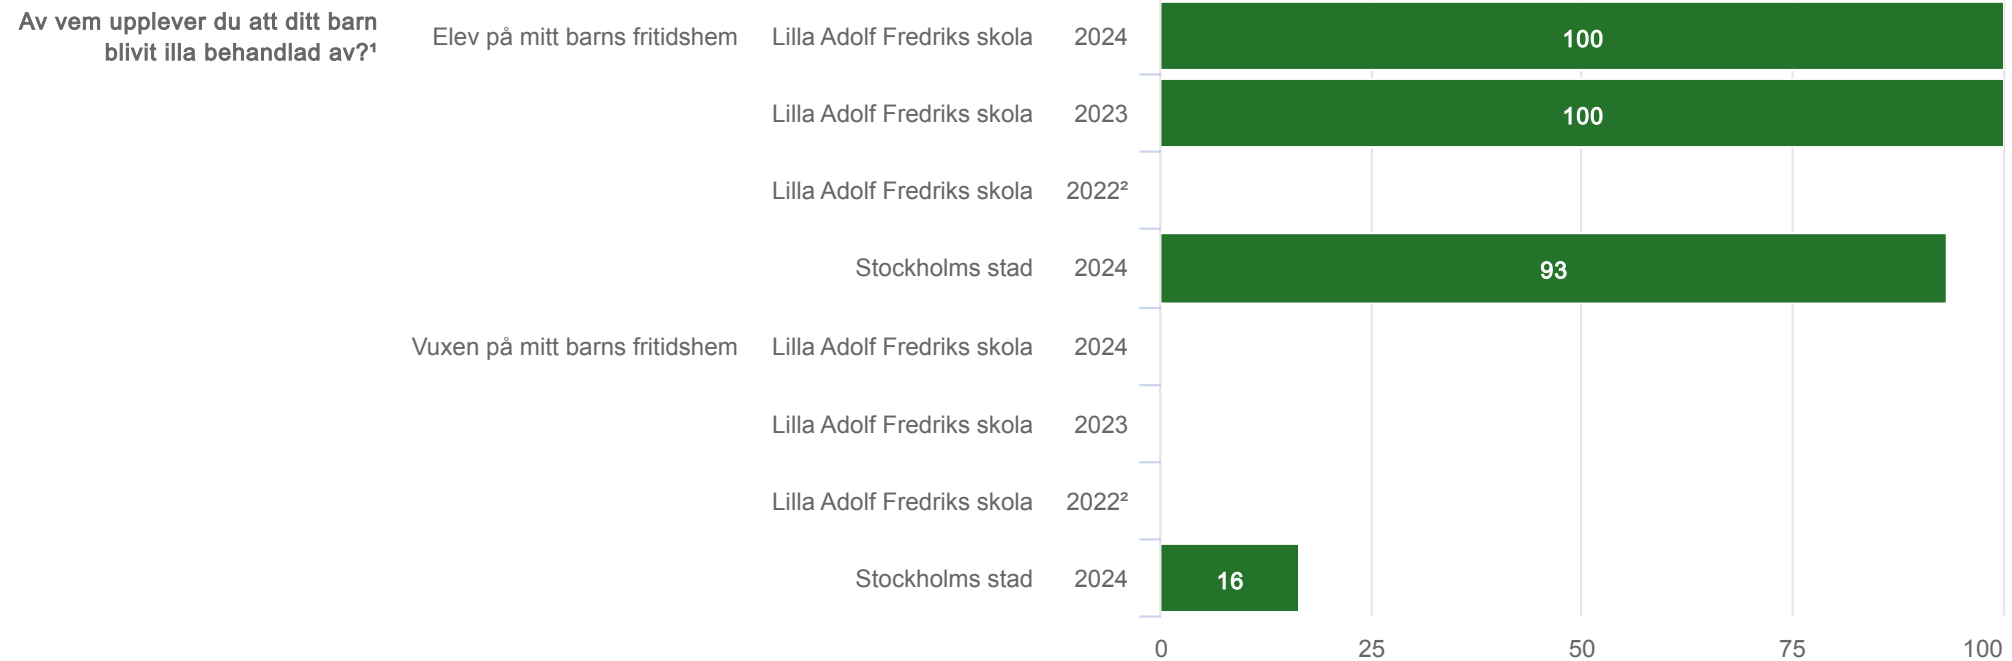 Av vem upplever du att ditt barn
blivit illa behandlad av?¹
Elev på mitt barns fritidshem Lilla Adolf Fredriks skola 2024 100
Lilla Adolf Fredriks skola 2023 100
Lilla Adolf Fredriks skola 2022²
Stockholms stad 2024 93
Vuxen på mitt barns fritidshem Lilla Adolf Fredriks skola 2024
Lilla Adolf Fredriks skola 2023
Lilla Adolf Fredriks skola 2022²
Stockholms stad 2024 16
0 25 50 75 100